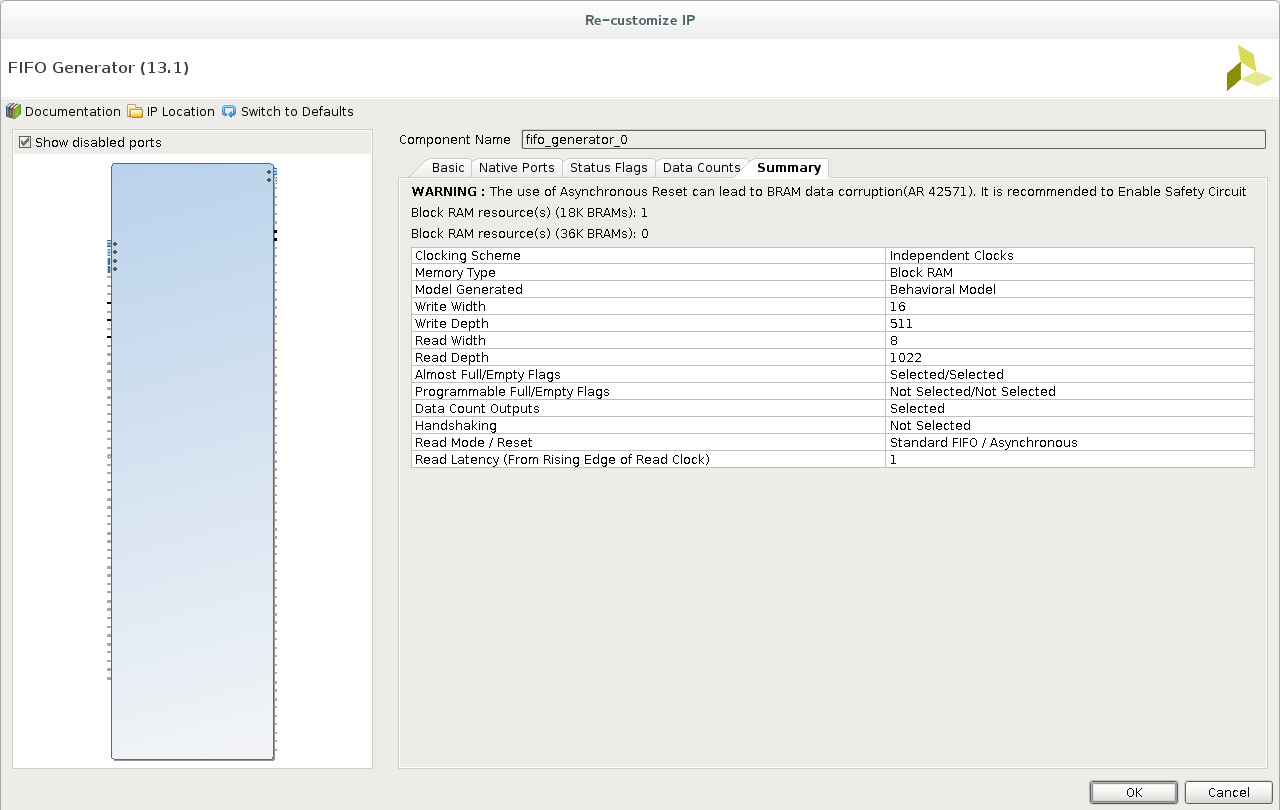 Re-customize IP
FIFO Generator (13.1)
Documentation IP Location Switch to Defaults
Show disabled ports
Component Name fifo_generator_0
Basic Native Ports Status Flags Data Counts Summary
WARNING : The use of Asynchronous Reset can lead to BRAM data corruption(AR 42571). It is recommended to Enable Safety Circuit
Block RAM resource(s) (18K BRAMs): 1
Block RAM resource(s) (36K BRAMs): 0
Clocking Scheme Independent Clocks
Memory Type Block RAM
Model Generated Behavioral Model
Write Width 16
Write Depth 511
Read Width 8
Read Depth 1022
Almost Full/Empty Flags Selected/Selected
Programmable Full/Empty Flags Not Selected/Not Selected
Data Count Outputs Selected
Handshaking Not Selected
Read Mode / Reset Standard FIFO / Asynchronous
Read Latency (From Rising Edge of Read Clock) 1
OK Cancel